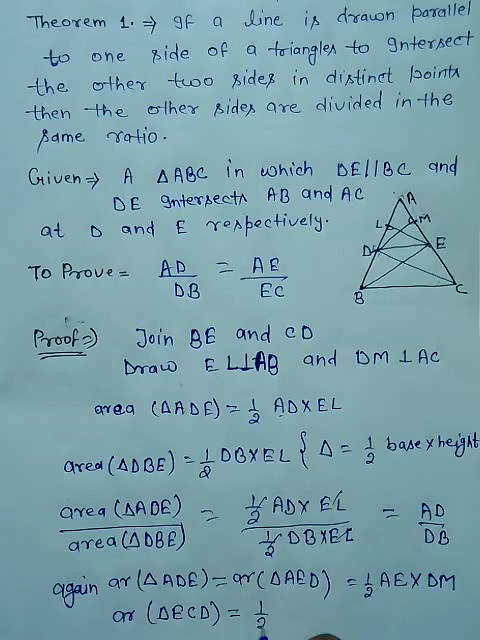 Theorem 1. ⇒ If a line is drawn parallel
to one side of a triangles to Intersect
the other two sides in distinct points
then the other sides are divided in the
same ratio.
Given ⇒ A ΔABC in which DE||BC and
DE Intersects AB and AC
at D and E respectively.
A
L M
D E
B C
To Prove = AD/DB = AE/EC
Proof ⇒ Join BE and CD
Draw EL⊥AB and DM ⊥ AC
area (ΔADE) = 1/2 AD×EL
area (ΔDBE) = 1/2 DB×EL { Δ = 1/2 base×height
area (ΔADE)/area (ΔDBE) = 1/2 AD×EL / 1/2 DB×EL = AD/DB
again ar (ΔADE) = ar (ΔAED) = 1/2 AE×DM
ar (ΔECD) = 1/2